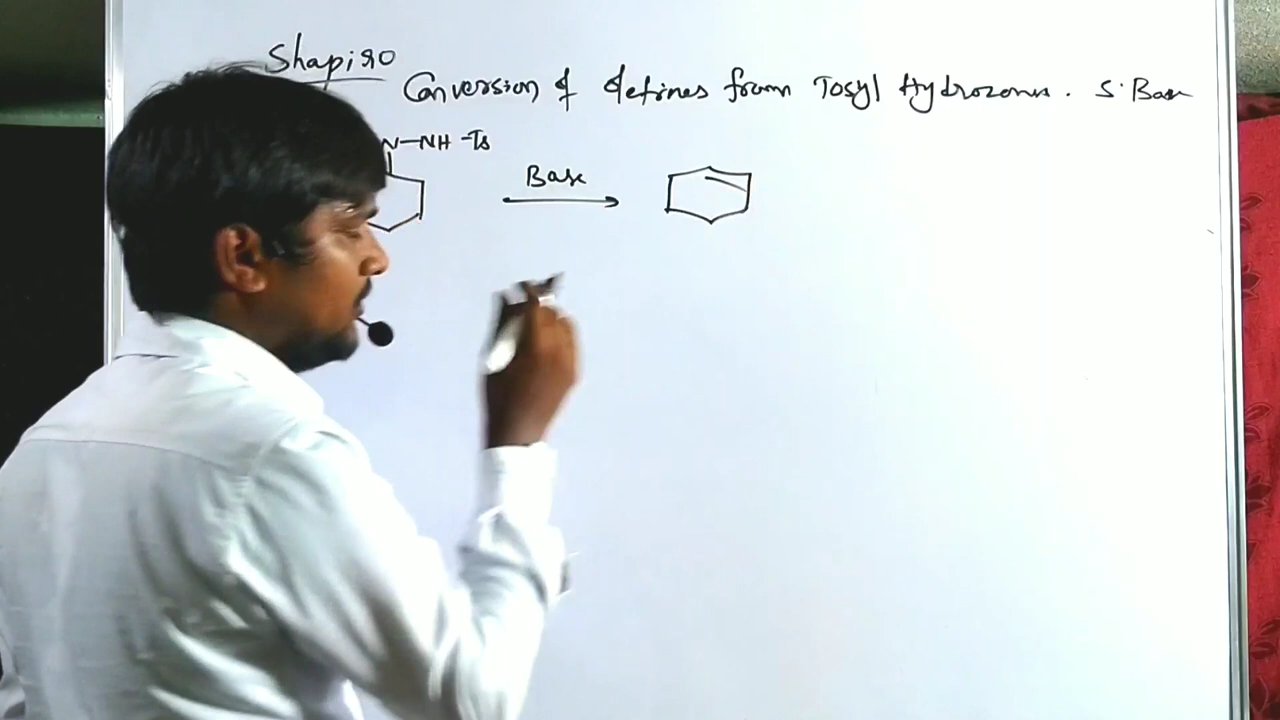 Shapiro
Conversion of Olefines from Tosyl Hydrozones. S. Base
N-NH-Ts
Base